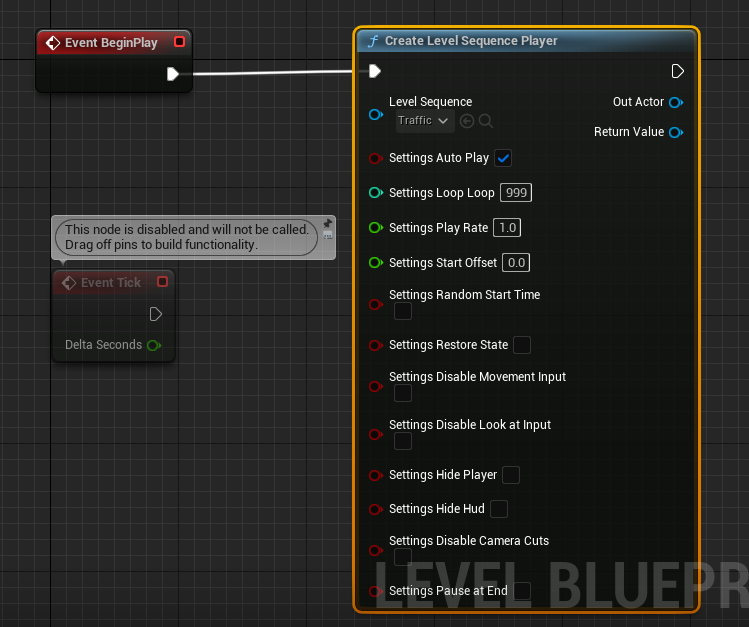 Event BeginPlay
Create Level Sequence Player
Level Sequence
Traffic
Out Actor
Return Value
Settings Auto Play
Settings Loop Loop 999
Settings Play Rate 1.0
This node is disabled and will not be called.
Drag off pins to build functionality.
Settings Start Offset 0.0
Event Tick
Settings Random Start Time
Delta Seconds
Settings Restore State
Settings Disable Movement Input
Settings Disable Look at Input
Settings Hide Player
Settings Hide Hud
Settings Disable Camera Cuts
Settings Pause at End
LEVEL BLUEPR